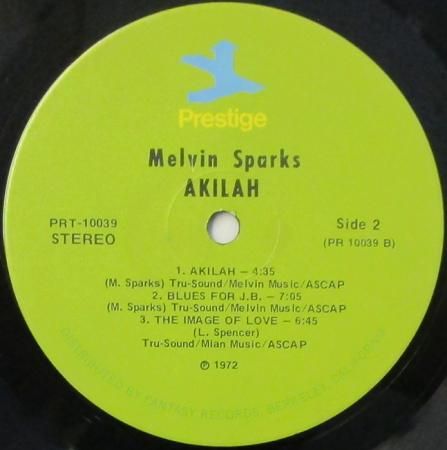 Prestige
Melvin Sparks
AKILAH
PRT-10039
STEREO
Side 2
(PR 10039 B)
1. AKILAH — 4:35
(M. Sparks) Tru-Sound/Melvin Music/ASCAP
2. BLUES FOR J.B. — 7:05
(M. Sparks) Tru-Sound/Melvin Music/ASCAP
3. THE IMAGE OF LOVE — 6:45
(L. Spencer)
Tru-Sound/Mian Music/ASCAP
℗ 1972
DISTRIBUTED BY FANTASY RECORDS, BERKELEY, CALIFORNIA